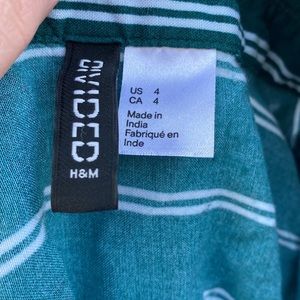 DIVIDED
H&M
US 4
CA 4
Made in
India
Fabriqué en
Inde